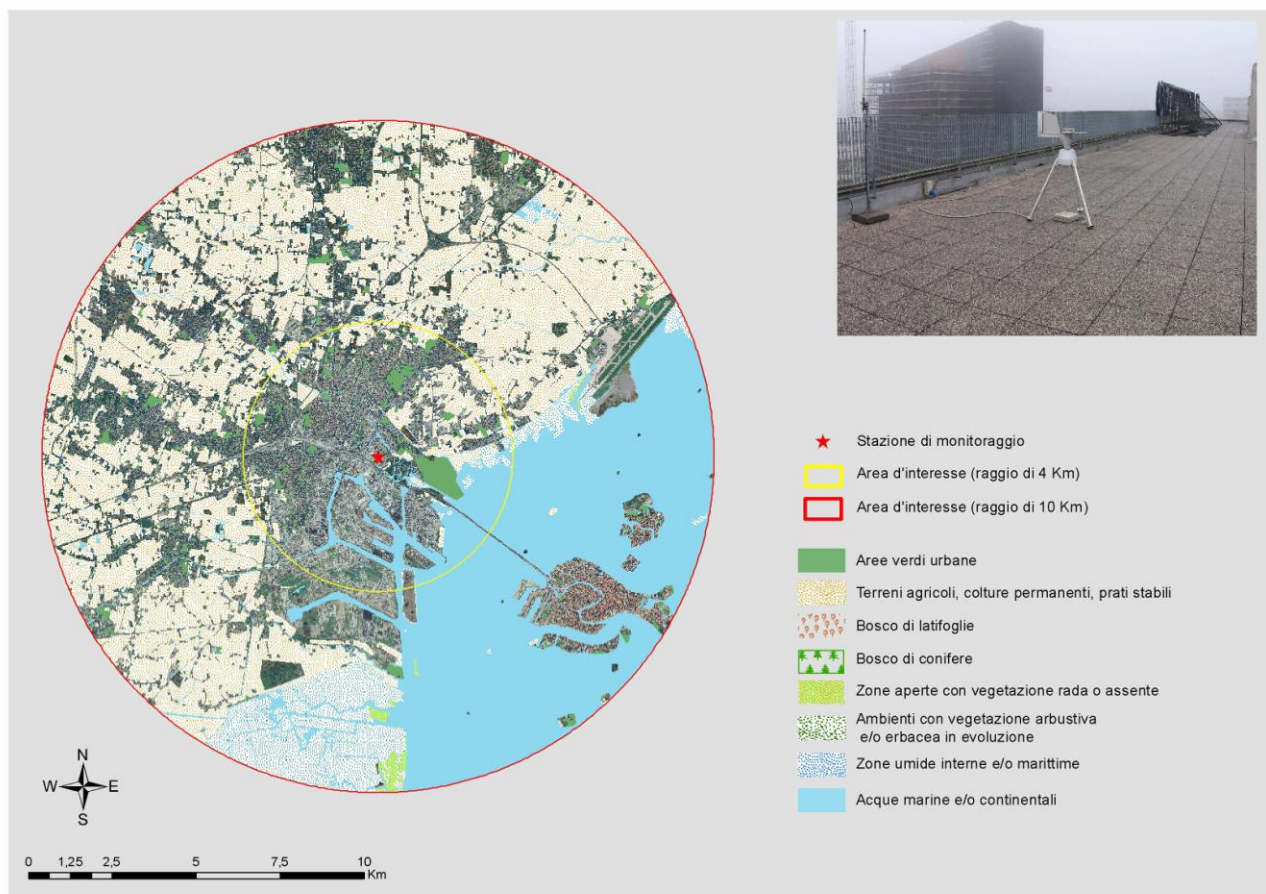 Stazione di monitoraggio
Area d'interesse (raggio di 4 Km)
Area d'interesse (raggio di 10 Km)
Aree verdi urbane
Terreni agricoli, colture permanenti, prati stabili
Bosco di latifoglie
Bosco di conifere
Zone aperte con vegetazione rada o assente
Ambienti con vegetazione arbustiva
e/o erbacea in evoluzione
Zone umide interne e/o marittime
Acque marine e/o continentali
N
W E
S
0 1,25 2,5 5 7,5 10
Km